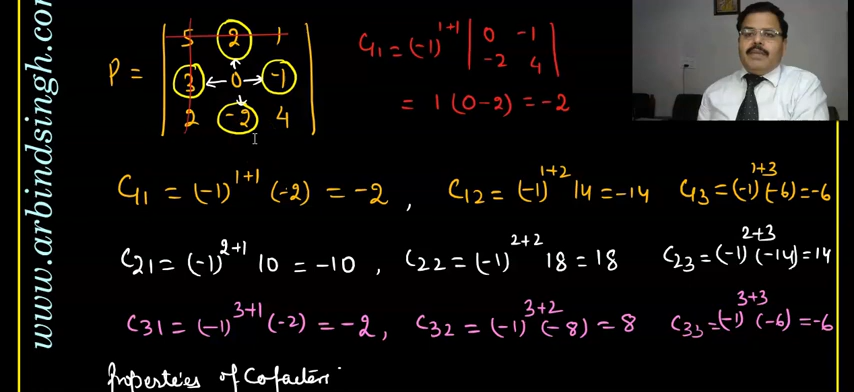 www.arbindsingh.com
P = | 5 2 1 |
| 3 0 -1 |
| 2 -2 4 |
C11 = (-1)^1+1 | 0 -1 |
| -2 4 |
= 1 (0-2) = -2
C11 = (-1)^1+1 (-2) = -2 , C12 = (-1)^1+2 14 = -14 C13 = (-1)^1+3 (-6) = -6
C21 = (-1)^2+1 10 = -10 , C22 = (-1)^2+2 18 = 18 C23 = (-1)^2+3 (-14) = 14
C31 = (-1)^3+1 (-2) = -2 , C32 = (-1)^3+2 (-8) = 8 C33 = (-1)^3+3 (-6) = -6
Properties of Cofactors